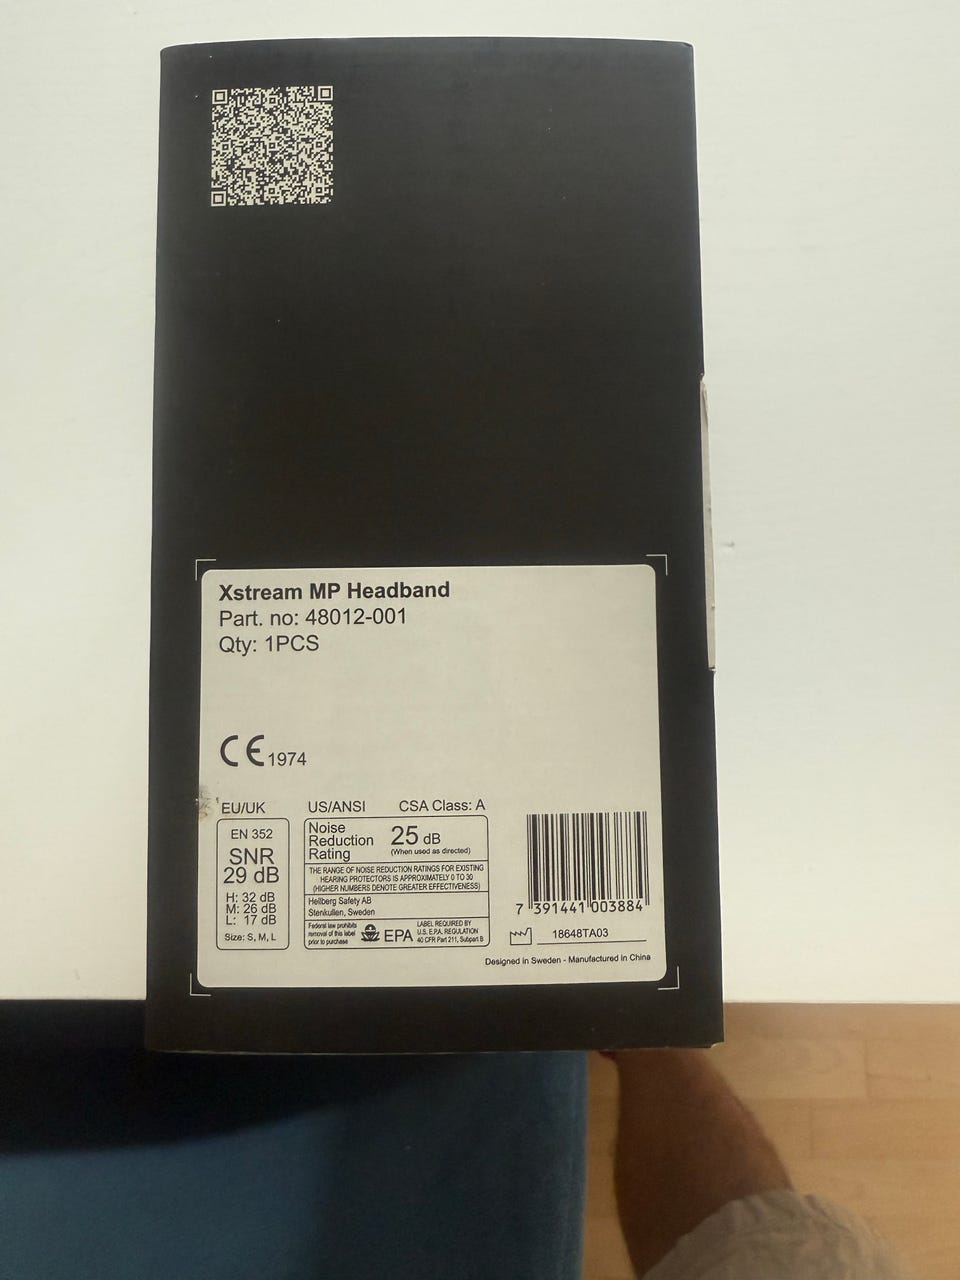 Xstream MP Headband
Part. no: 48012-001
Qty: 1PCS
CE 1974
EU/UK
EN 352
SNR
29 dB
H: 32 dB
M: 26 dB
L: 17 dB
Size: S, M, L
US/ANSI CSA Class: A
Noise
Reduction
Rating
25 dB
(When used as directed)
THE RANGE OF NOISE REDUCTION RATINGS FOR EXISTING
HEARING PROTECTORS IS APPROXIMATELY 0 TO 30
(HIGHER NUMBERS DENOTE GREATER EFFECTIVENESS)
Hellberg Safety AB
Stenkullen, Sweden
Federal law prohibits
removal of this label
prior to purchase
EPA
LABEL REQUIRED BY
U.S. E.P.A. REGULATION
40 CFR Part 211, Subpart B
7 391441 003884
18648TA03
Designed in Sweden - Manufactured in China